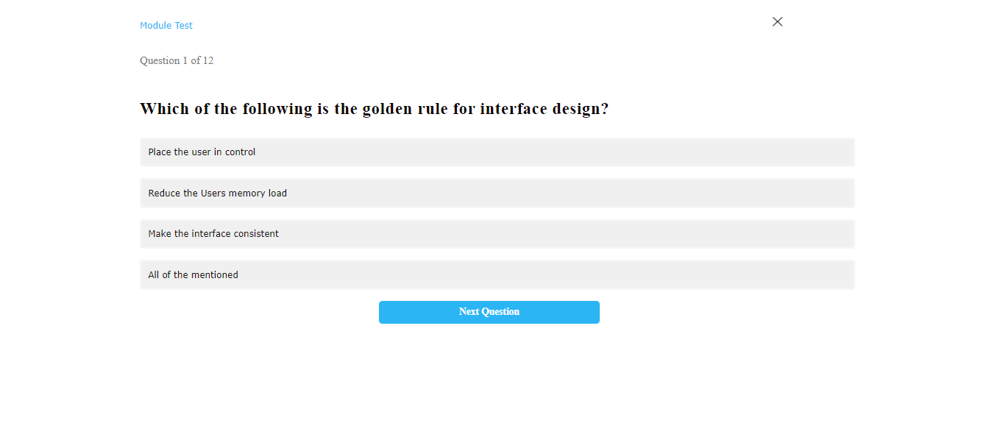 Module Test
Question 1 of 12
Which of the following is the golden rule for interface design?
Place the user in control
Reduce the Users memory load
Make the interface consistent
All of the mentioned
Next Question